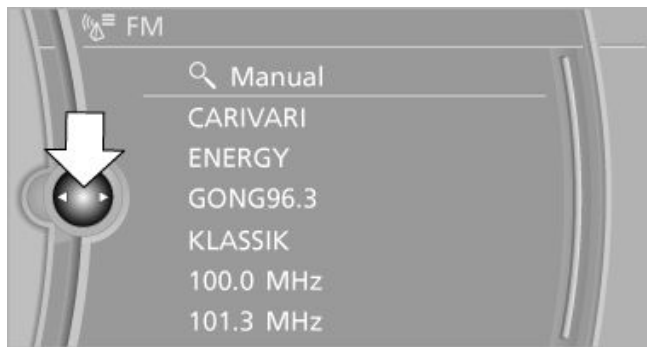 FM
Manual
CARIVARI
ENERGY
GONG96.3
KLASSIK
100.0 MHz
101.3 MHz